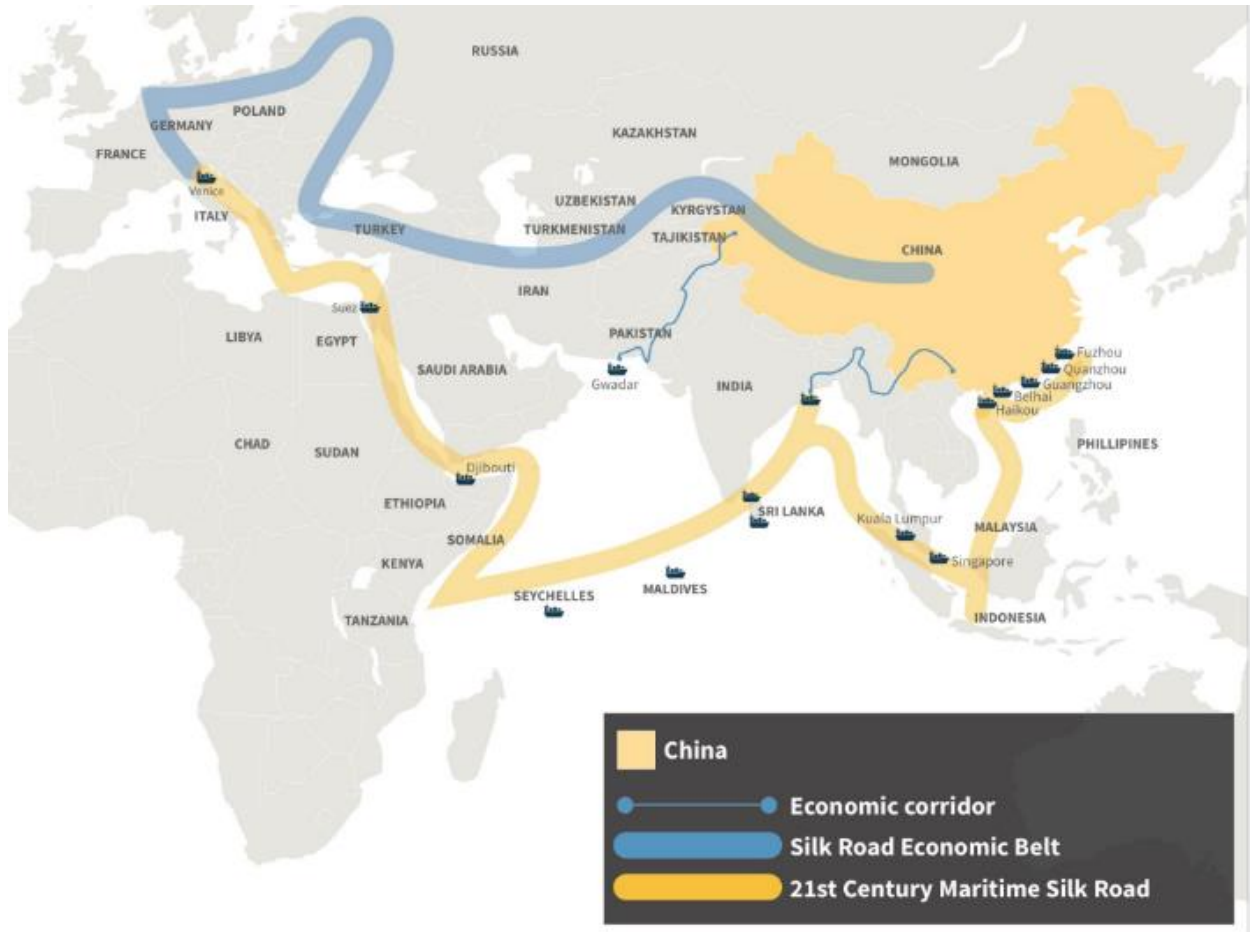 RUSSIA
POLAND
GERMANY
KAZAKHSTAN
FRANCE
MONGOLIA
Venice
UZBEKISTAN
KYRGYSTAN
ITALY
TURKEY
TURKMENISTAN
TAJIKISTAN
CHINA
IRAN
Suez
LIBYA
EGYPT
PAKISTAN
Fuzhou
SAUDI ARABIA
Quanzhou
Gwadar
INDIA
Guangzhou
Belhai
Haikou
CHAD
SUDAN
PHILLIPINES
Djibouti
ETHIOPIA
SRI LANKA
Kuala Lumpur
MALAYSIA
SOMALIA
KENYA
Singapore
SEYCHELLES
MALDIVES
TANZANIA
INDONESIA
China
Economic corridor
Silk Road Economic Belt
21st Century Maritime Silk Road